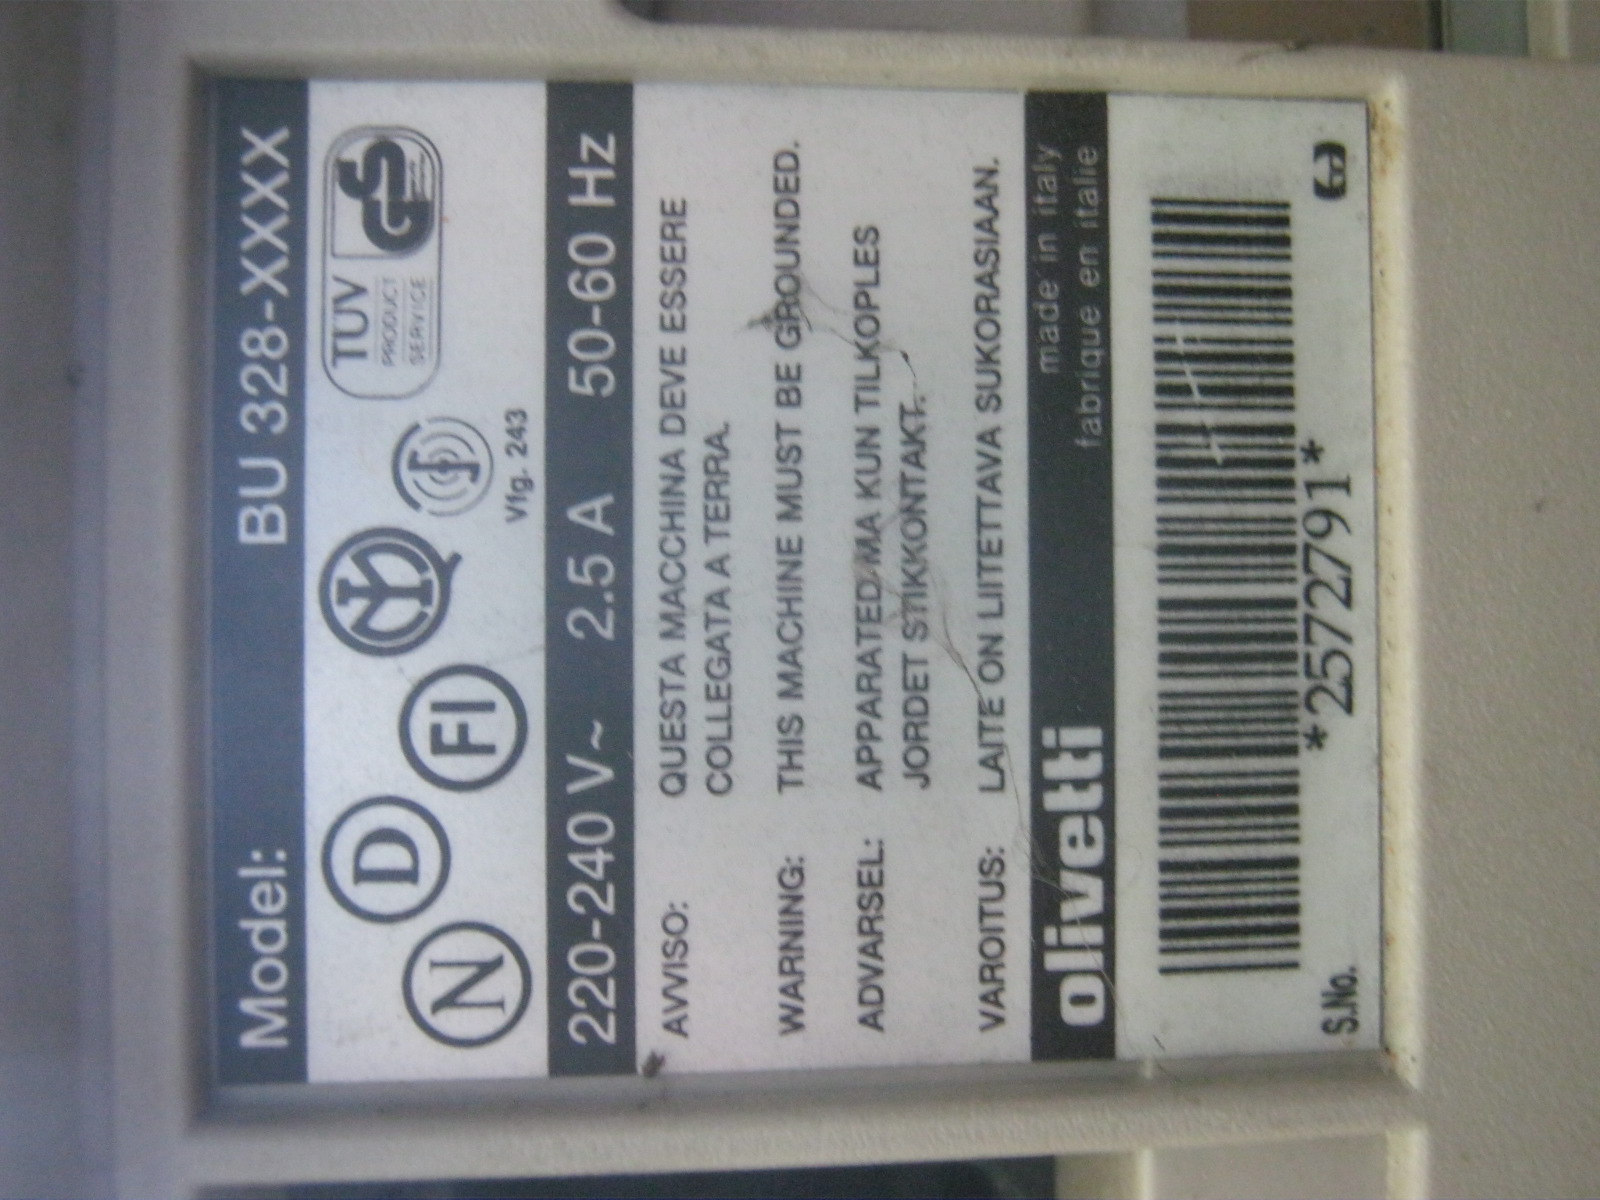 Model: BU 328-XXXX
N D FI
Vfg. 243
TÜV
PRODUCT
SERVICE
GS
220-240 V~ 2.5 A 50-60 Hz
AVVISO: QUESTA MACCHINA DEVE ESSERE
COLLEGATA A TERRA.
WARNING: THIS MACHINE MUST BE GROUNDED.
ADVARSEL: APPARATED MA KUN TILKOPLES
JORDET STIKKONTAKT.
VAROITUS: LAITE ON LIITETTAVA SUKORASIAAN.
olivetti
made in italy
fabrique en italie
*2572791*
S.No.